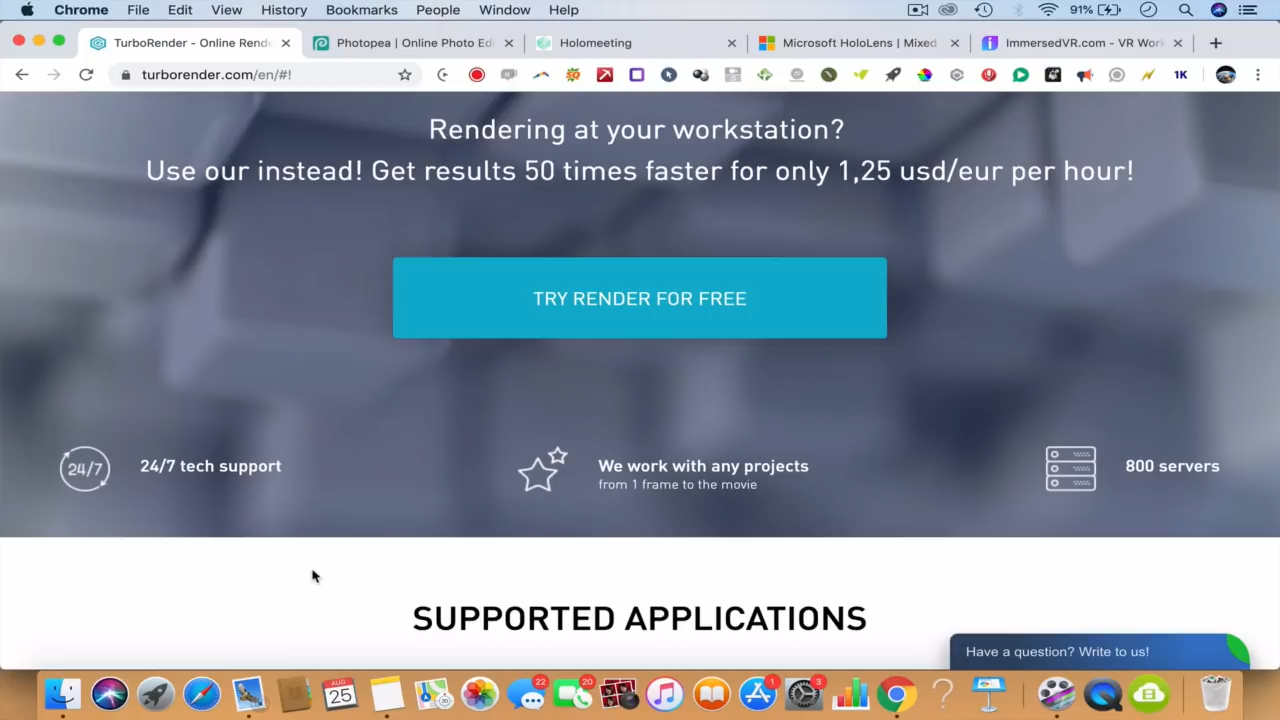 Chrome File Edit View History Bookmarks People Window Help 91%
TurboRender - Online Rende Photopea | Online Photo Edi Holomeeting Microsoft HoloLens | Mixed ImmersedVR.com - VR Work
turborender.com/en/#! 1K
Rendering at your workstation?
Use our instead! Get results 50 times faster for only 1,25 usd/eur per hour!
TRY RENDER FOR FREE
24/7 24/7 tech support We work with any projects 800 servers
from 1 frame to the movie
SUPPORTED APPLICATIONS
Have a question? Write to us!
AUG 22 20 1 3
25